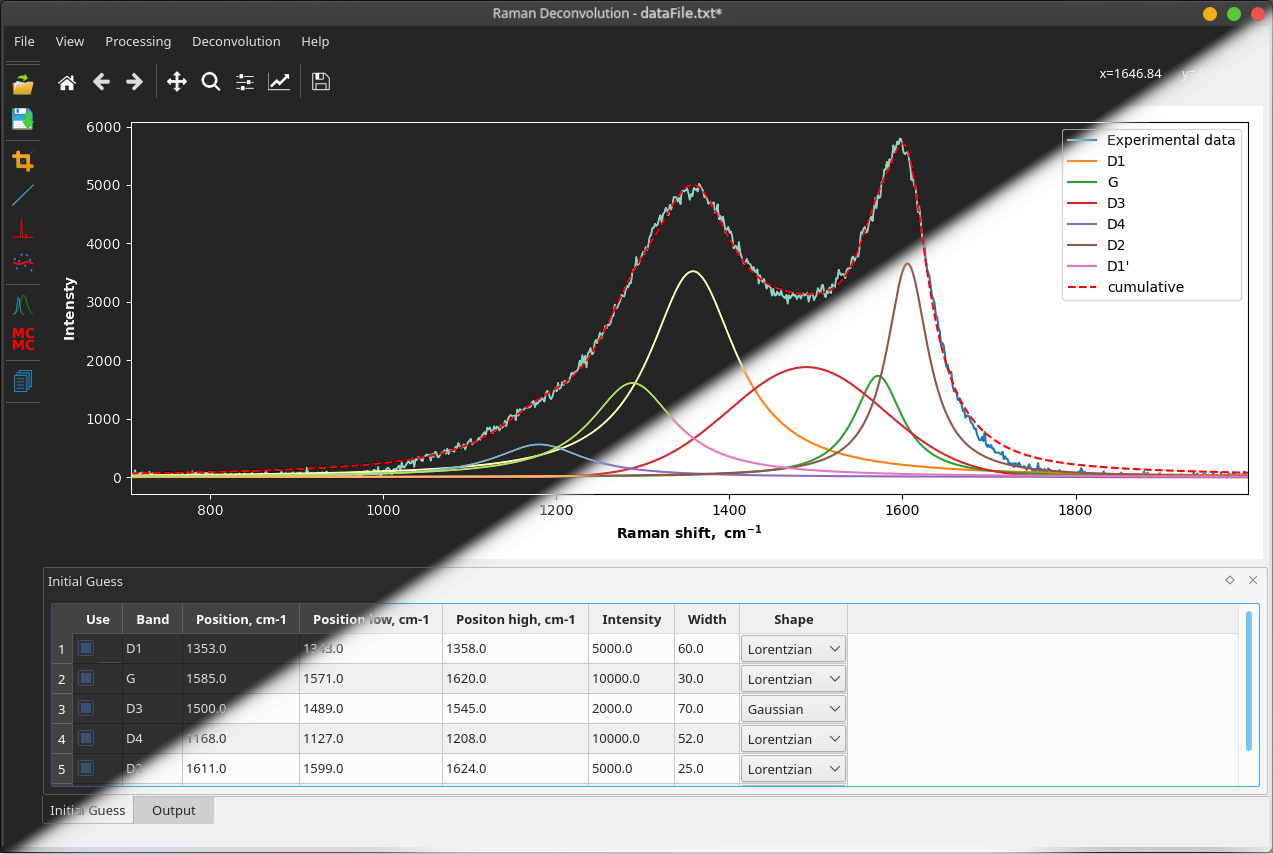 Raman Deconvolution - dataFile.txt*
File View Processing Deconvolution Help
x=1646.84
Experimental data
D1
G
D3
D4
D2
D1'
cumulative
6000
5000
4000
3000
2000
1000
0
Intensty
MC
MC
800 1000 1200 1400 1600 1800
Raman shift, cm⁻¹
Initial Guess
Use Band Position, cm-1 Position low, cm-1 Positon high, cm-1 Intensity Width Shape
1 D1 1353.0 1343.0 1358.0 5000.0 60.0 Lorentzian
2 G 1585.0 1571.0 1620.0 10000.0 30.0 Lorentzian
3 D3 1500.0 1489.0 1545.0 2000.0 70.0 Gaussian
4 D4 1168.0 1127.0 1208.0 10000.0 52.0 Lorentzian
5 D2 1611.0 1599.0 1624.0 5000.0 25.0 Lorentzian
Initial Guess Output